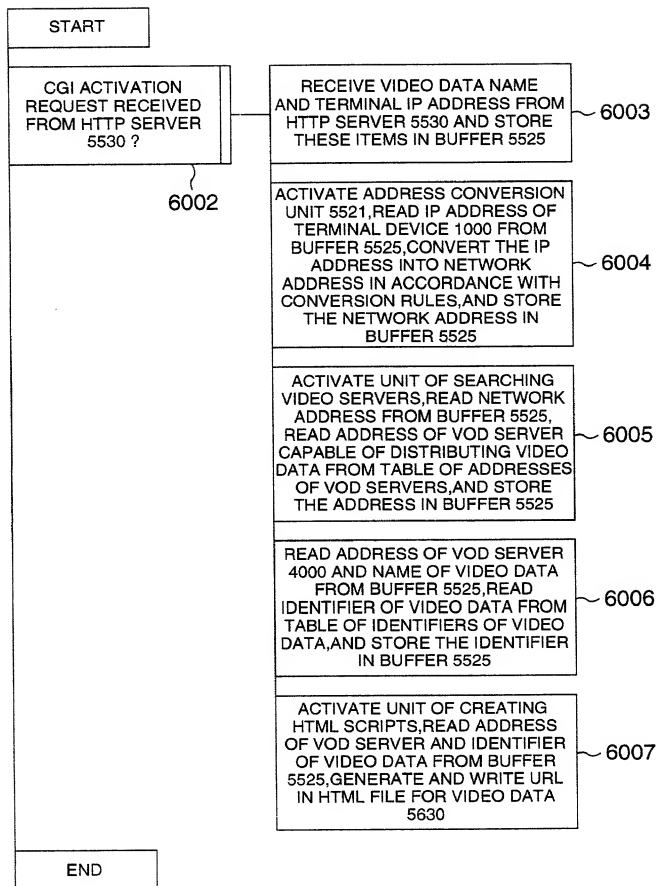 START
CGI ACTIVATION
REQUEST RECEIVED
FROM HTTP SERVER
5530 ?
6002
RECEIVE VIDEO DATA NAME
AND TERMINAL IP ADDRESS FROM
HTTP SERVER 5530 AND STORE
THESE ITEMS IN BUFFER 5525
6003
ACTIVATE ADDRESS CONVERSION
UNIT 5521,READ IP ADDRESS OF
TERMINAL DEVICE 1000 FROM
BUFFER 5525,CONVERT THE IP
ADDRESS INTO NETWORK
ADDRESS IN ACCORDANCE WITH
CONVERSION RULES,AND STORE
THE NETWORK ADDRESS IN
BUFFER 5525
6004
ACTIVATE UNIT OF SEARCHING
VIDEO SERVERS,READ NETWORK
ADDRESS FROM BUFFER 5525,
READ ADDRESS OF VOD SERVER
CAPABLE OF DISTRIBUTING VIDEO
DATA FROM TABLE OF ADDRESSES
OF VOD SERVERS,AND STORE
THE ADDRESS IN BUFFER 5525
6005
READ ADDRESS OF VOD SERVER
4000 AND NAME OF VIDEO DATA
FROM BUFFER 5525,READ
IDENTIFIER OF VIDEO DATA FROM
TABLE OF IDENTIFIERS OF VIDEO
DATA,AND STORE THE IDENTIFIER
IN BUFFER 5525
6006
ACTIVATE UNIT OF CREATING
HTML SCRIPTS,READ ADDRESS
OF VOD SERVER AND IDENTIFIER
OF VIDEO DATA FROM BUFFER
5525,GENERATE AND WRITE URL
IN HTML FILE FOR VIDEO DATA
5630
6007
END